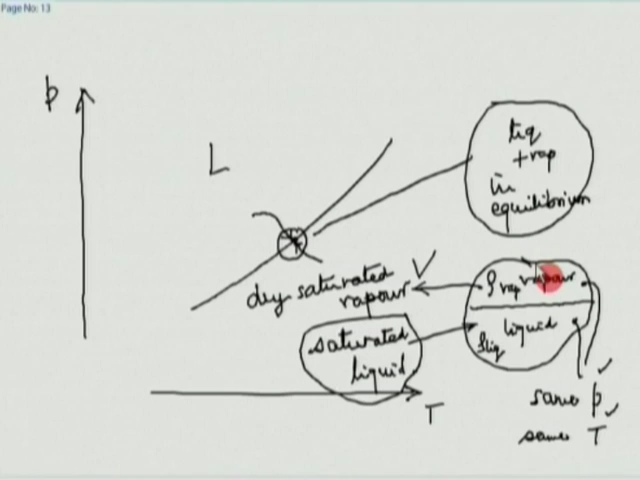 Page No: 13
p
L
liq
+vap
in
equilibrium
V
dry saturated
vapour
ρvap vapour
saturated
liquid
liquid
ρliq
same p
same T
T